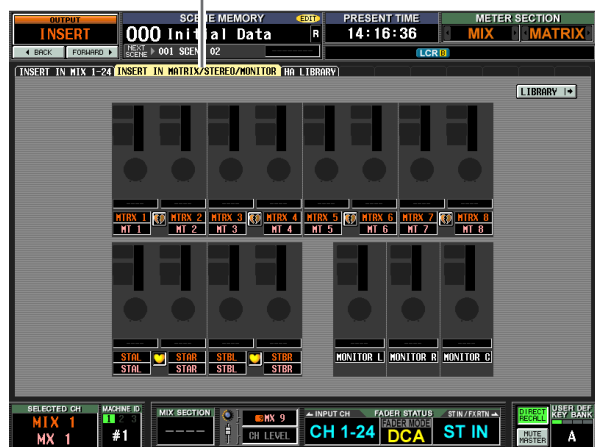 OUTPUT
INSERT
BACK
FORWARD
SCENE MEMORY
EDIT
000 Initial Data
R
NEXT SCENE
001 SCENE 02
PRESENT TIME
14:16:36
METER SECTION
MIX
MATRIX
LCR
INSERT IN MIX 1-24
INSERT IN MATRIX/STEREO/MONITOR
HA LIBRARY
LIBRARY
MTRX 1
MTRX 2
MTRX 3
MTRX 4
MTRX 5
MTRX 6
MTRX 7
MTRX 8
MT 1
MT 2
MT 3
MT 4
MT 5
MT 6
MT 7
MT 8
STAL
STAR
STBL
STBR
STAL
STAR
STBL
STBR
MONITOR L
MONITOR R
MONITOR C
SELECTED CH
MIX 1
MX 1
MACHINE ID
1 2 3
#1
MIX SECTION
----
MX 9
CH LEVEL
INPUT CH
CH 1-24
FADER STATUS
FADER MODE
DCA
ST IN/FXRTN
ST IN
DIRECT RECALL
MUTE MASTER
USER DEF KEY BANK
A